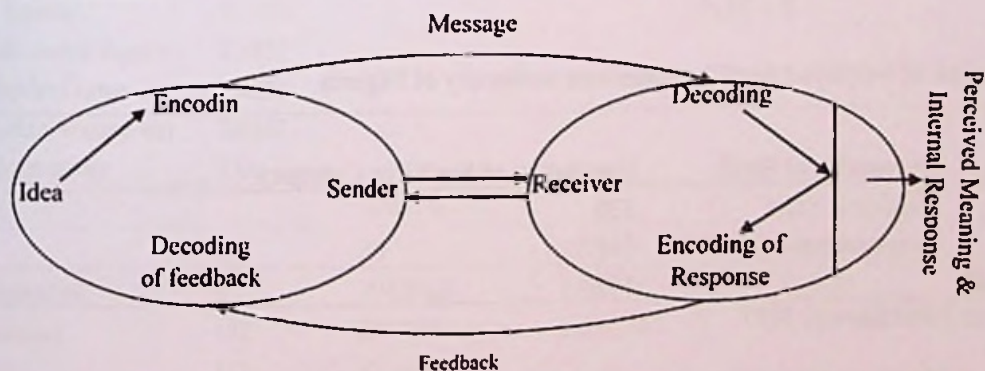 Message
Encodin
Decoding
Idea
Sender
Receiver
Decoding
of feedback
Encoding of
Response
Perceived Meaning &
Internal Response
Feedback